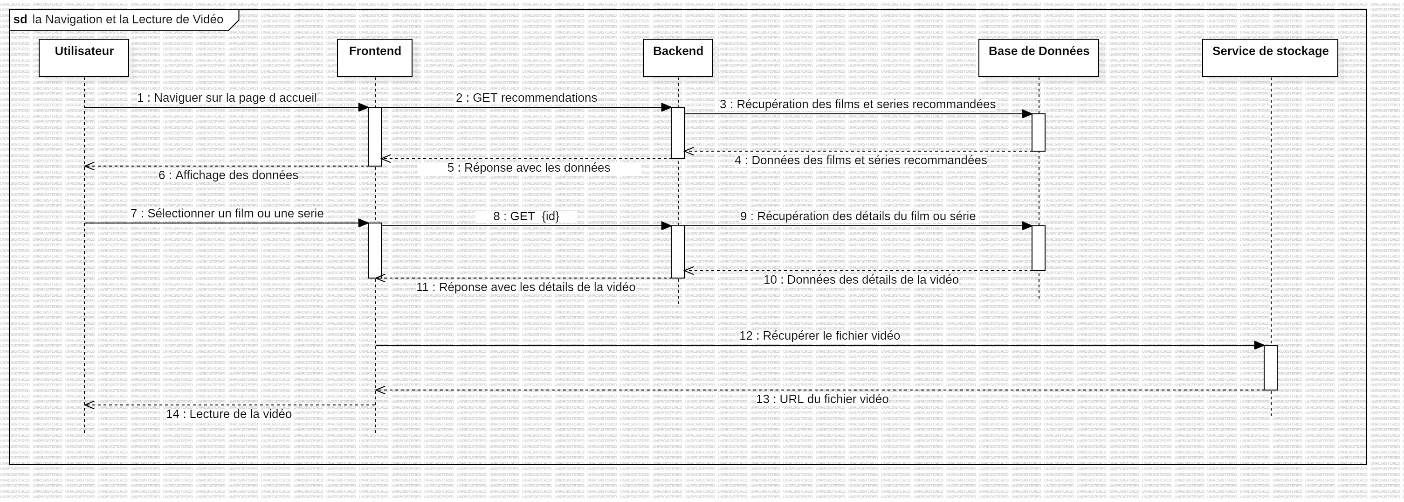 sd la Navigation et la Lecture de Vidéo
Utilisateur
Frontend
Backend
Base de Données
Service de stockage
1 : Naviguer sur la page d accueil
2 : GET recommendations
3 : Récupération des films et series recommandées
4 : Données des films et séries recommandées
5 : Réponse avec les données
6 : Affichage des données
7 : Sélectionner un film ou une serie
8 : GET {id}
9 : Récupération des détails du film ou série
10 : Données des détails de la vidéo
11 : Réponse avec les détails de la vidéo
12 : Récupérer le fichier vidéo
13 : URL du fichier vidéo
14 : Lecture de la vidéo